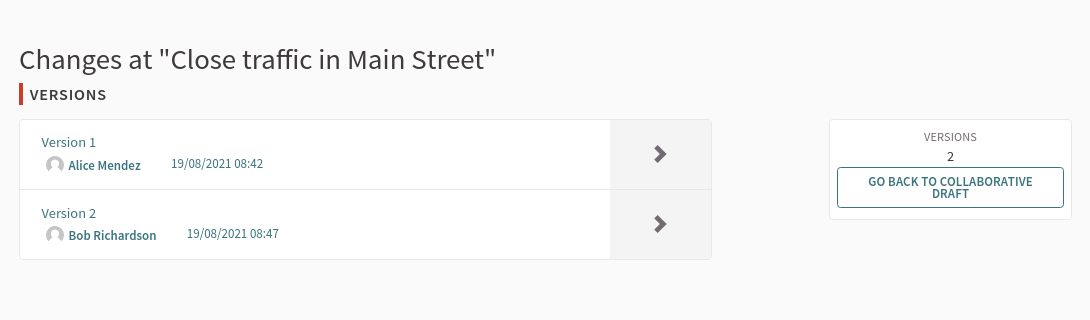 Changes at "Close traffic in Main Street"
VERSIONS
Version 1
Alice Mendez 19/08/2021 08:42
Version 2
Bob Richardson 19/08/2021 08:47
VERSIONS
2
GO BACK TO COLLABORATIVE
DRAFT